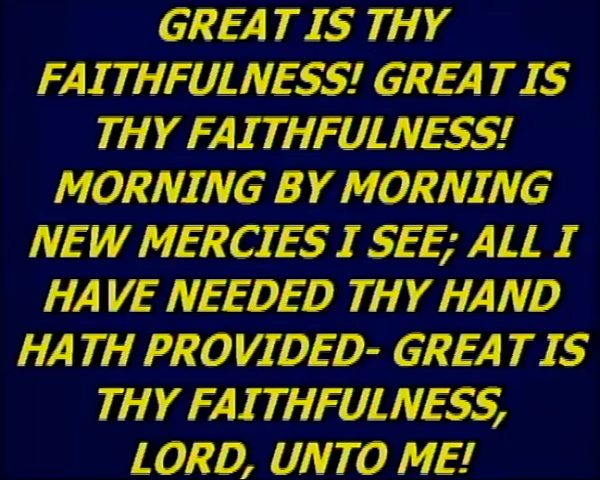 GREAT IS THY
FAITHFULNESS! GREAT IS
THY FAITHFULNESS!
MORNING BY MORNING
NEW MERCIES I SEE; ALL I
HAVE NEEDED THY HAND
HATH PROVIDED- GREAT IS
THY FAITHFULNESS,
LORD, UNTO ME!